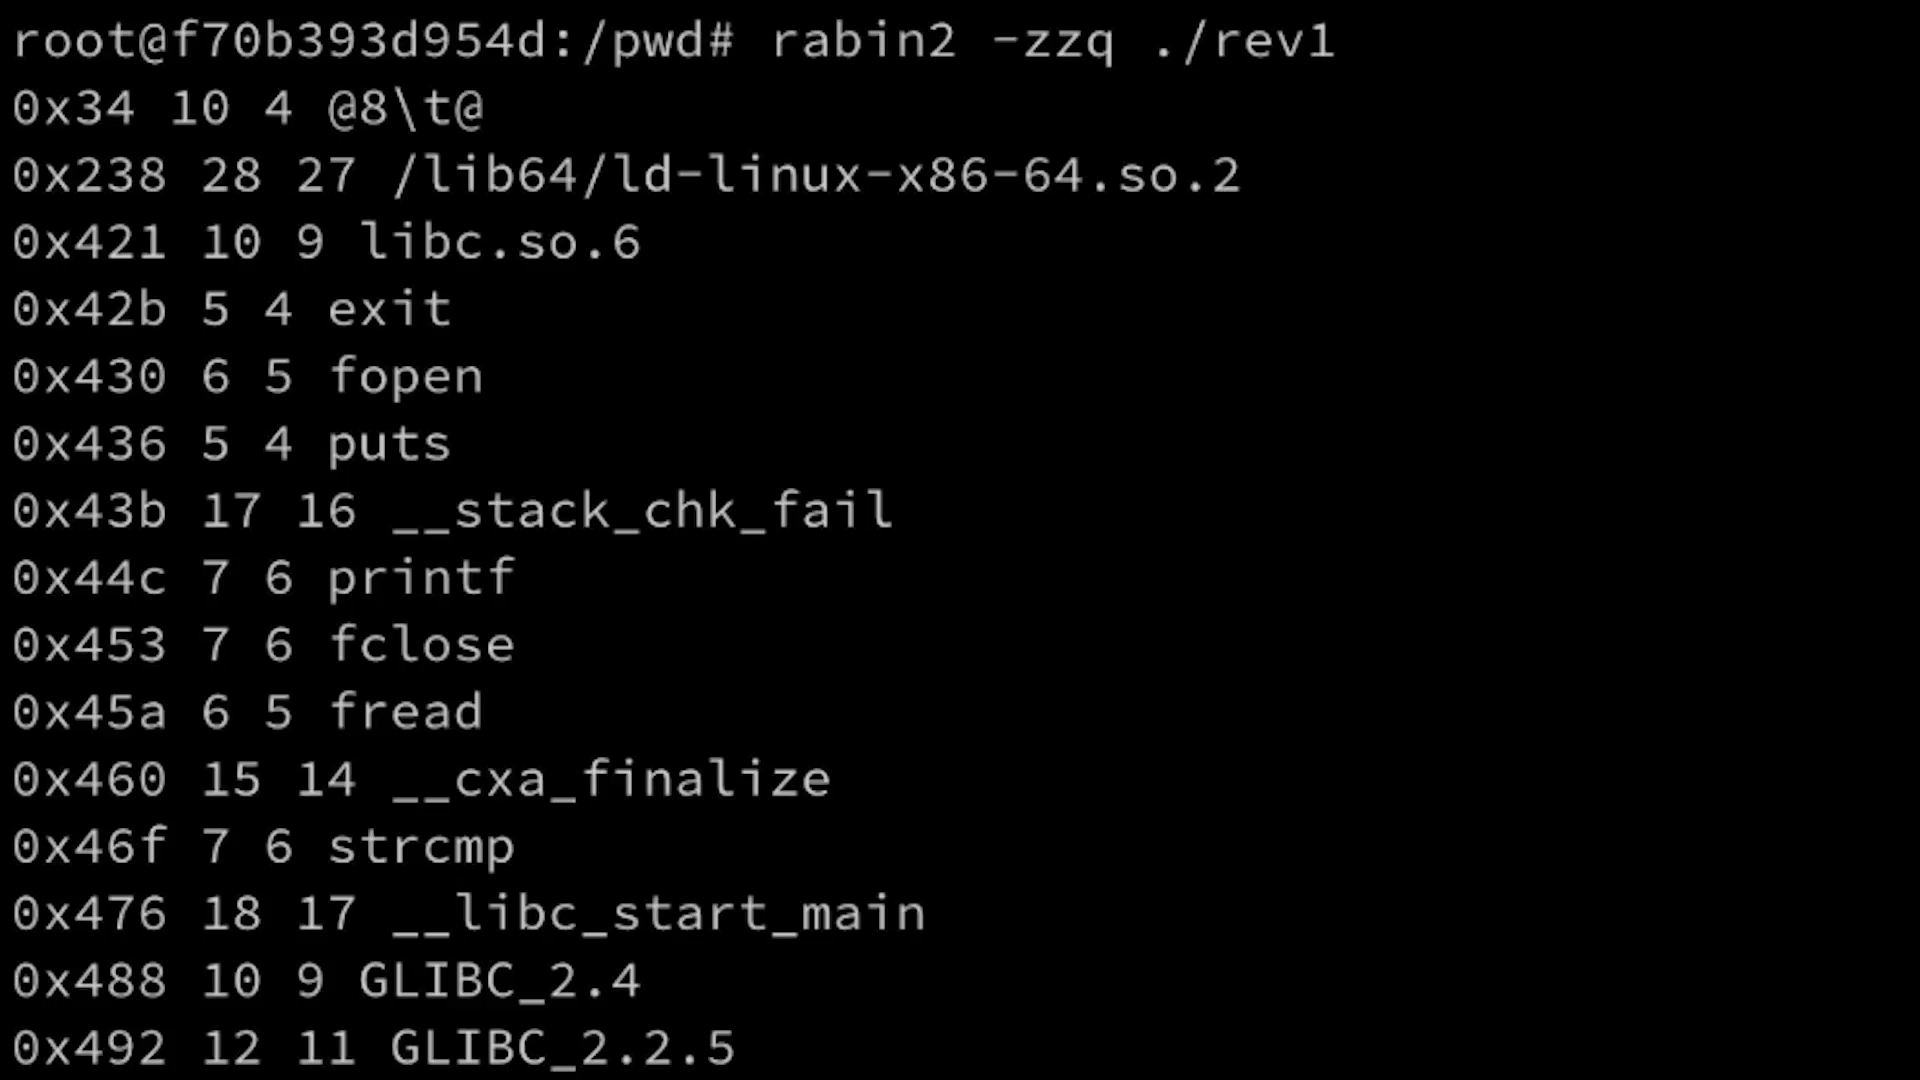 root@f70b393d954d:/pwd# rabin2 -zzq ./rev1
0x34 10 4 @8\t@
0x238 28 27 /lib64/ld-linux-x86-64.so.2
0x421 10 9 libc.so.6
0x42b 5 4 exit
0x430 6 5 fopen
0x436 5 4 puts
0x43b 17 16 __stack_chk_fail
0x44c 7 6 printf
0x453 7 6 fclose
0x45a 6 5 fread
0x460 15 14 __cxa_finalize
0x46f 7 6 strcmp
0x476 18 17 __libc_start_main
0x488 10 9 GLIBC_2.4
0x492 12 11 GLIBC_2.2.5